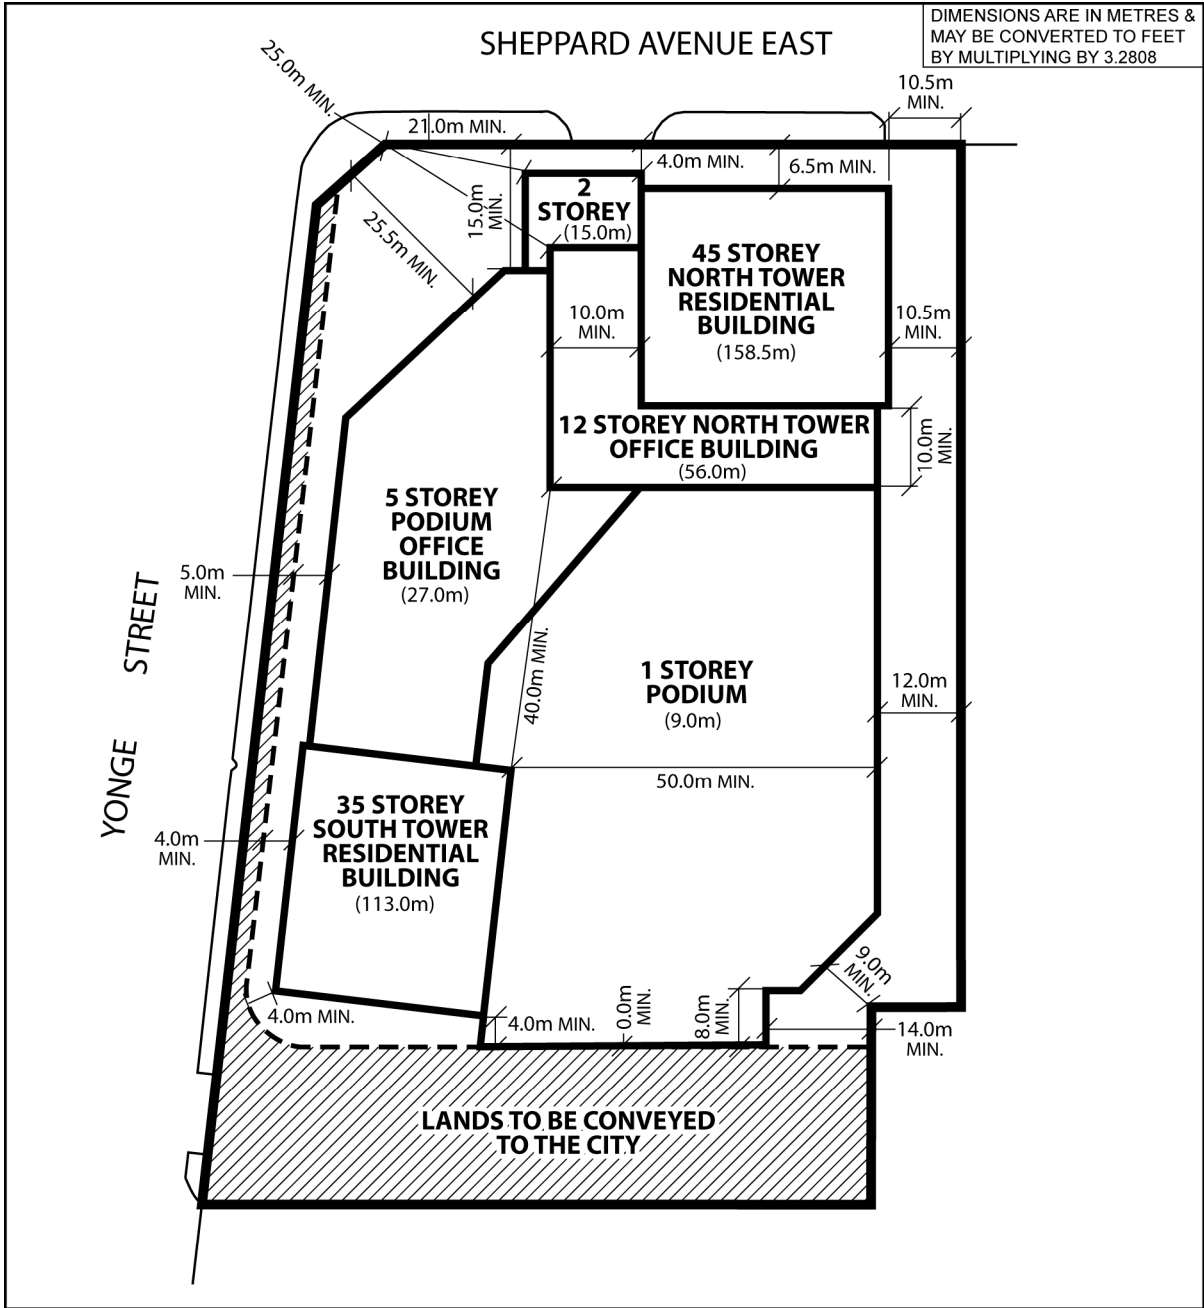 DIMENSIONS ARE IN METRES &
MAY BE CONVERTED TO FEET
BY MULTIPLYING BY 3.2808
SHEPPARD AVENUE EAST
25.0m MIN.
10.5m
MIN.
21.0m MIN.
4.0m MIN.
6.5m MIN.
15.0m
MIN.
2
STOREY
(15.0m)
25.5m MIN.
45 STOREY
NORTH TOWER
RESIDENTIAL
BUILDING
(158.5m)
10.0m
MIN.
10.5m
MIN.
12 STOREY NORTH TOWER
OFFICE BUILDING
(56.0m)
10.0m
MIN.
5 STOREY
PODIUM
OFFICE
BUILDING
(27.0m)
5.0m
MIN.
YONGE STREET
40.0m MIN.
1 STOREY
PODIUM
(9.0m)
12.0m
MIN.
50.0m MIN.
35 STOREY
SOUTH TOWER
RESIDENTIAL
BUILDING
(113.0m)
4.0m
MIN.
9.0m
MIN.
4.0m MIN.
4.0m MIN.
0.0m
MIN.
8.0m
MIN.
14.0m
MIN.
LANDS TO BE CONVEYED
TO THE CITY